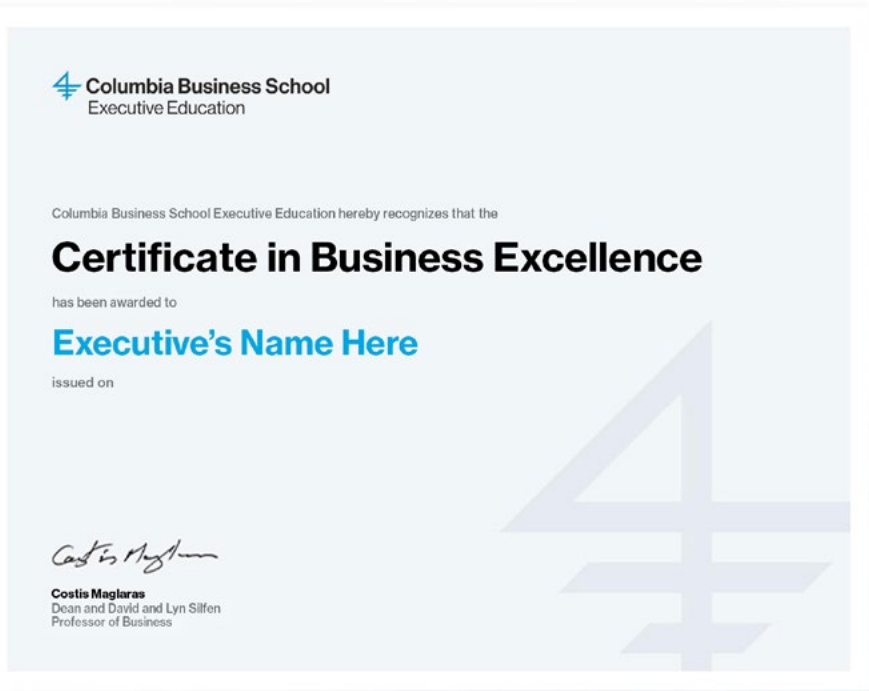 Columbia Business School
Executive Education
Columbia Business School Executive Education hereby recognizes that the
Certificate in Business Excellence
has been awarded to
Executive's Name Here
issued on
Costis Maglaras
Costis Maglaras
Dean and David and Lyn Silfen
Professor of Business